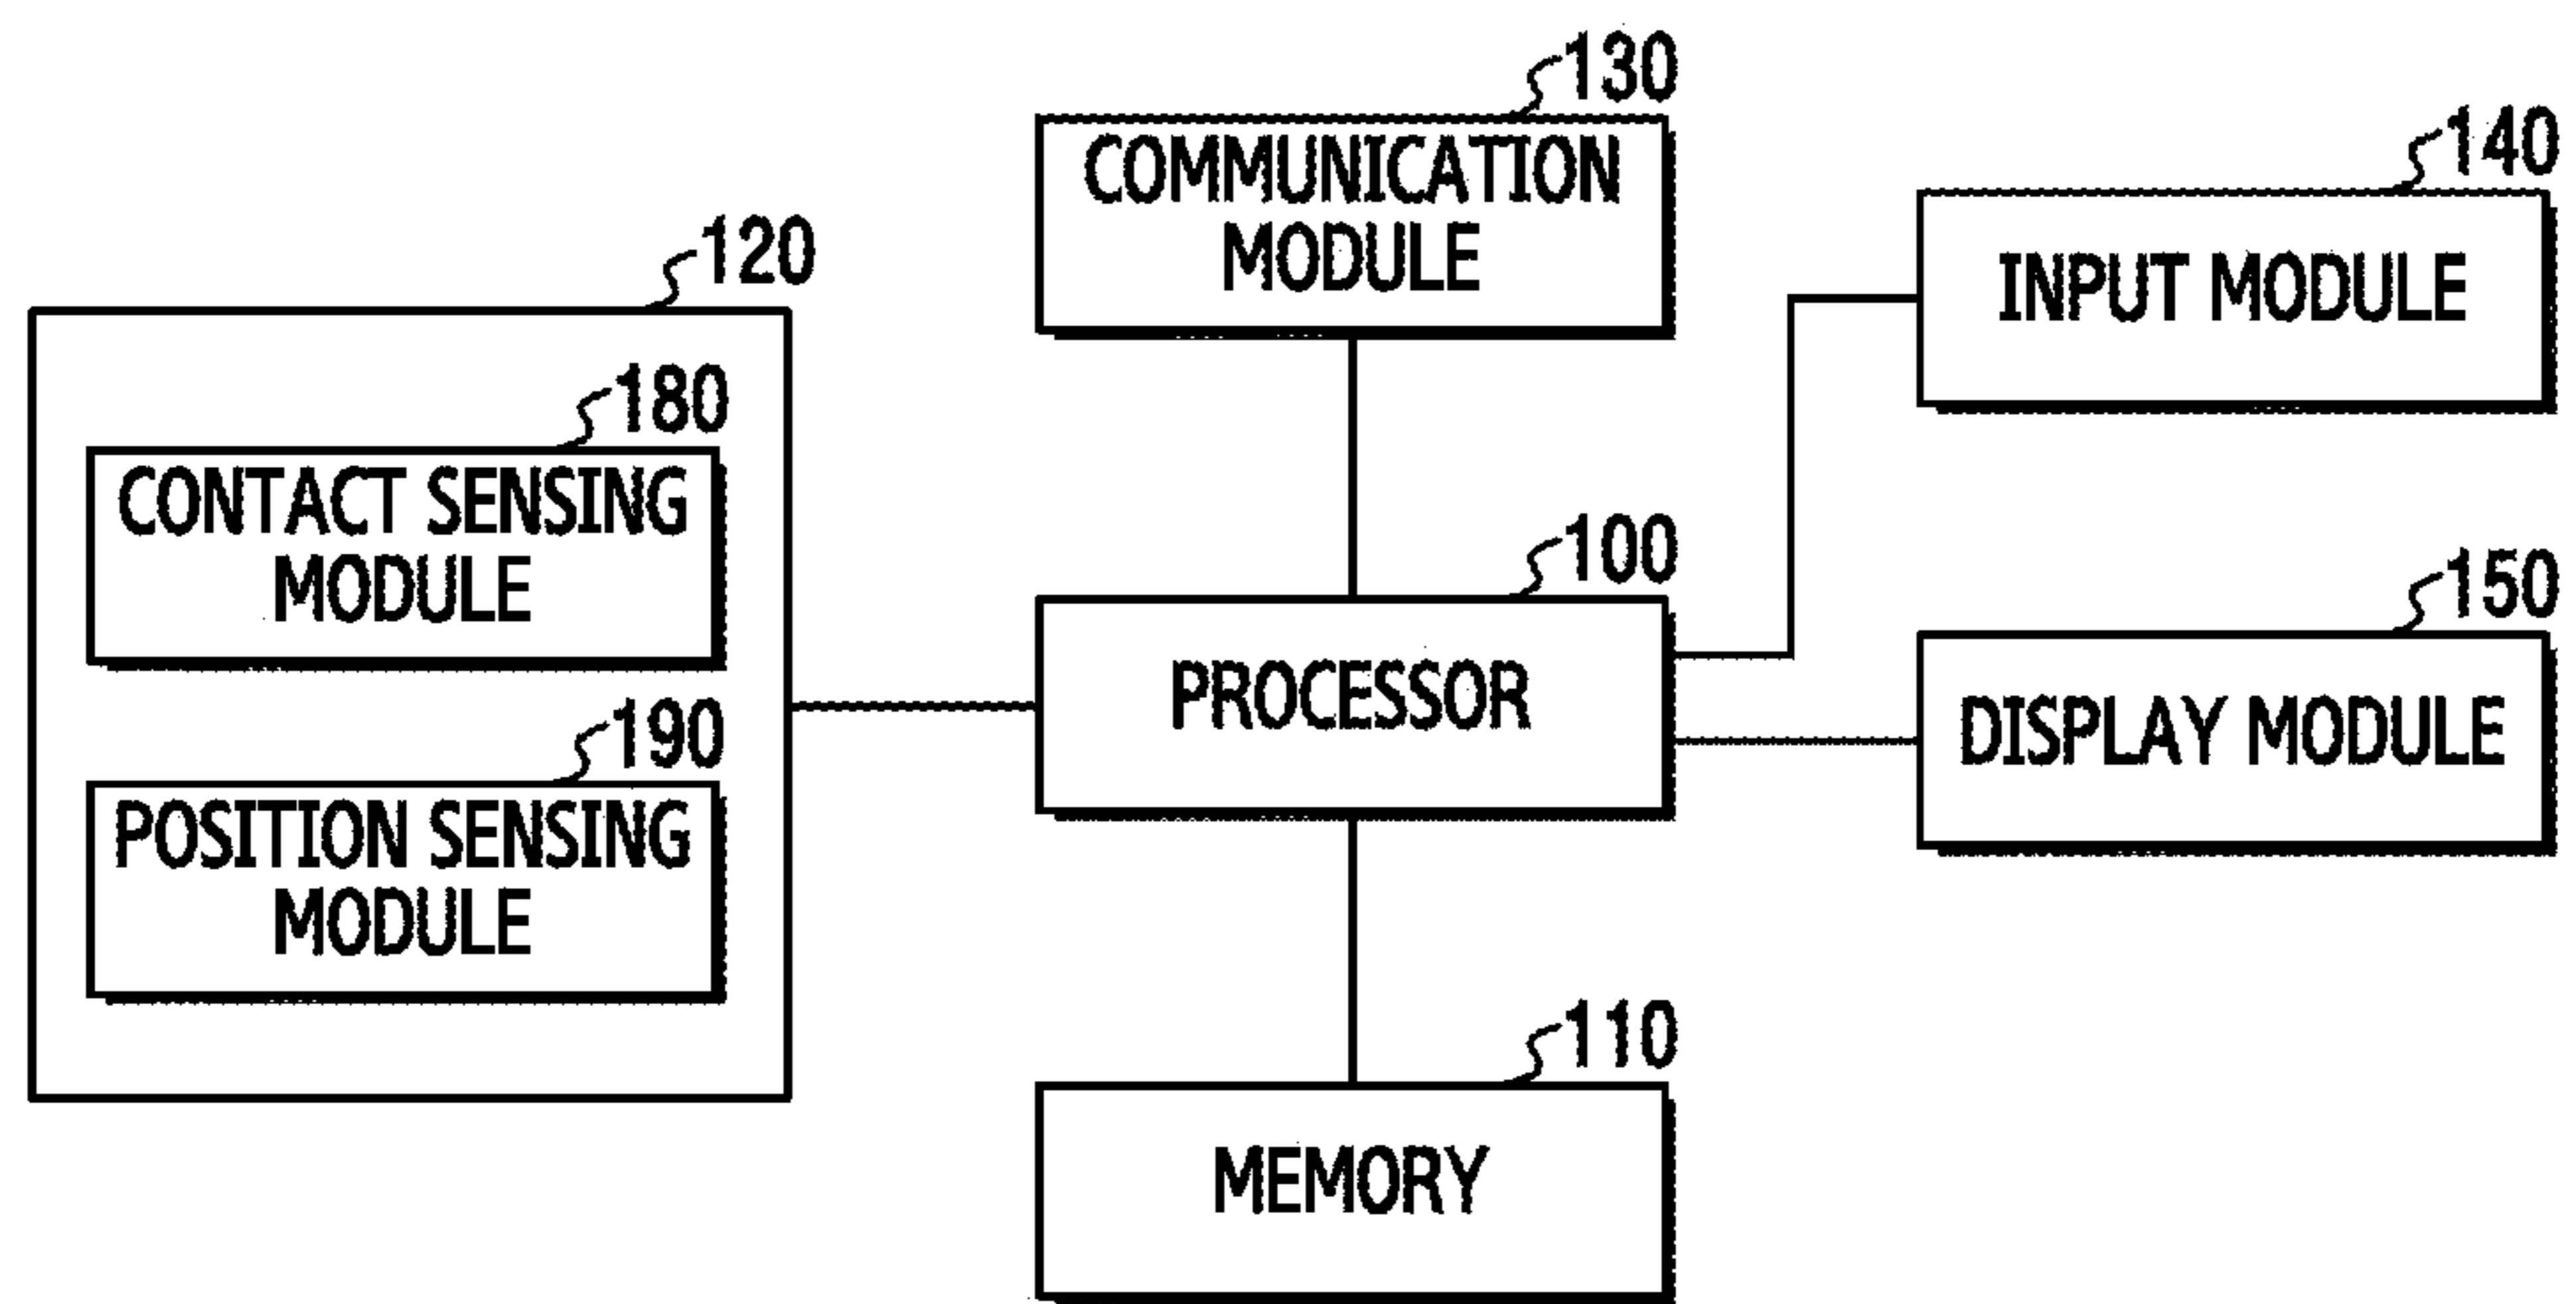 130
COMMUNICATION
MODULE
140
INPUT MODULE
120
180
CONTACT SENSING
MODULE
190
POSITION SENSING
MODULE
100
PROCESSOR
150
DISPLAY MODULE
110
MEMORY